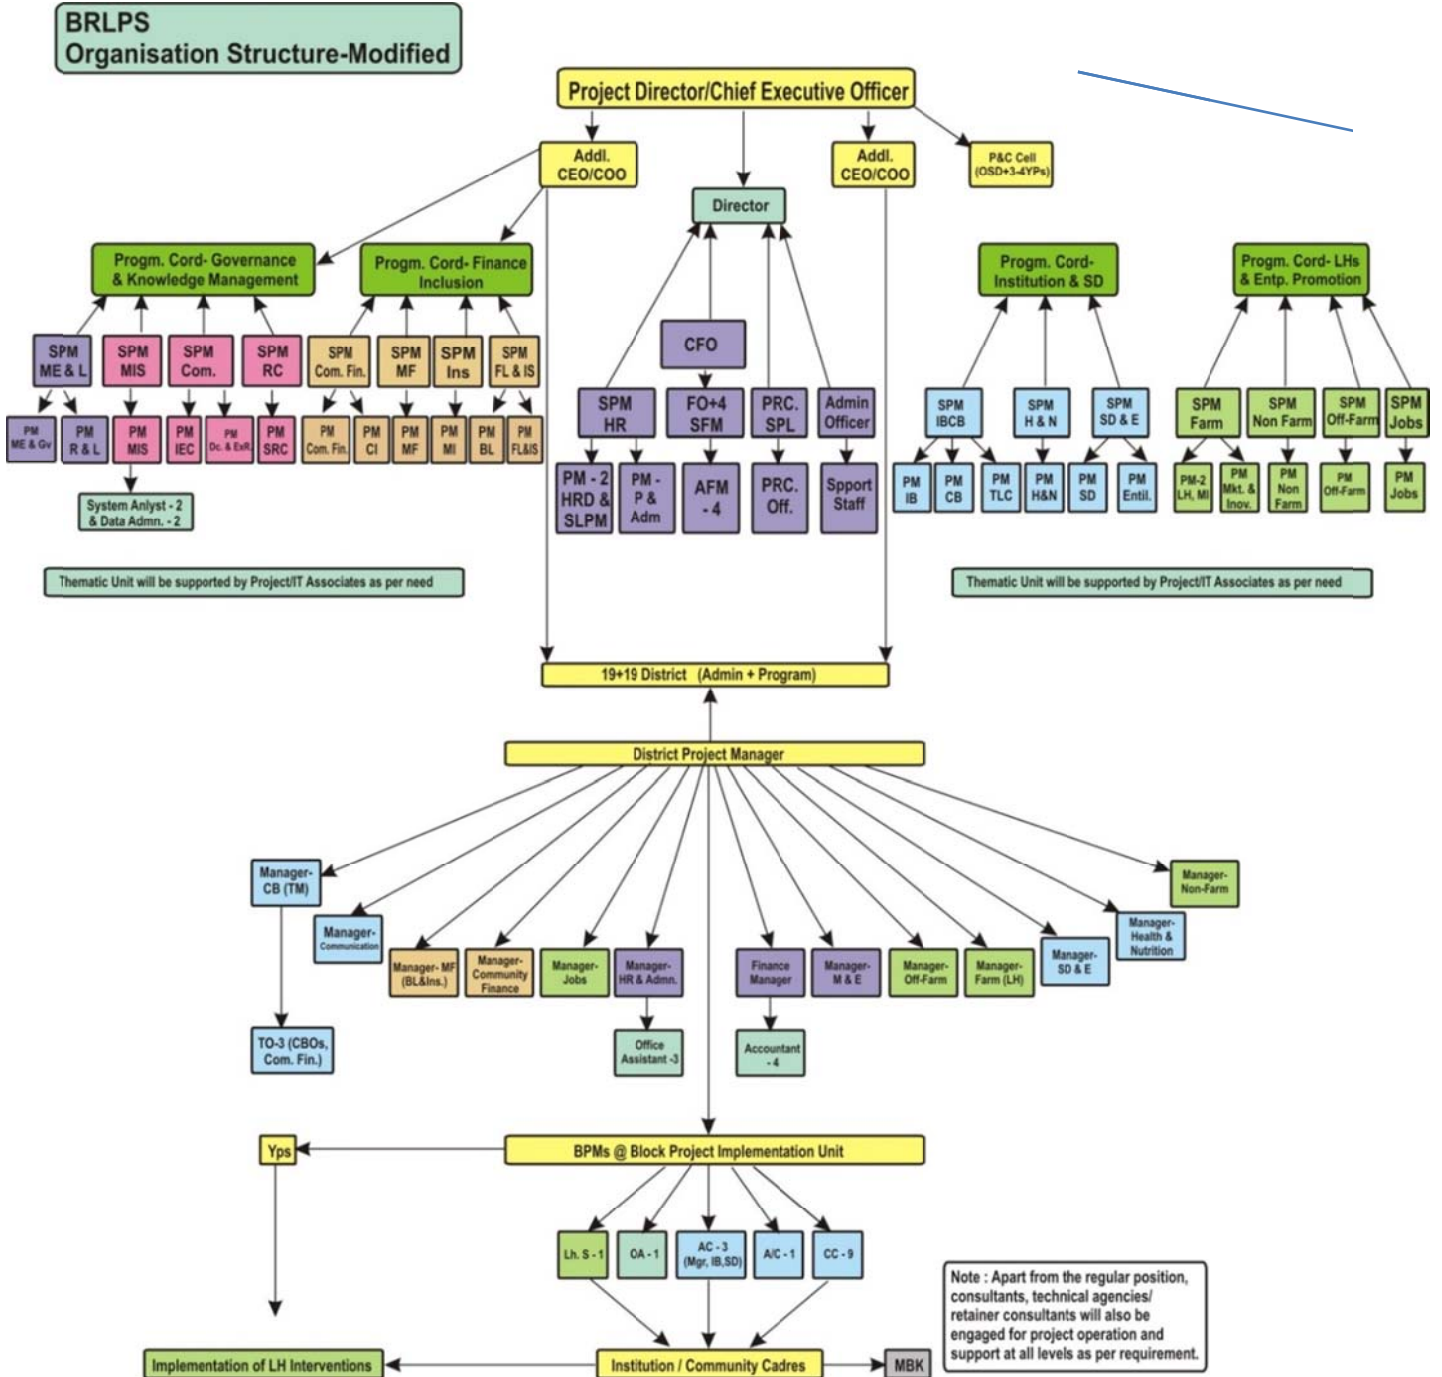 BRLPS
Organisation Structure-Modified
Project Director/Chief Executive Officer
Addl.
CEO/COO
Addl.
CEO/COO
P&C Cell
(OSD+3-4YPs)
Director
Progm. Cord- Governance
& Knowledge Management
Progm. Cord- Finance
Inclusion
Progm. Cord-
Institution & SD
Progm. Cord- LHs
& Entp. Promotion
SPM
ME & L
SPM
MIS
SPM
Com.
SPM
RC
SPM
Com. Fin.
SPM
MF
SPM
Ins
SPM
FL & IS
CFO
SPM
HR
FO+4
SFM
PRC.
SPL
Admin
Officer
SPM
IBCB
SPM
H & N
SPM
SD & E
SPM
Farm
SPM
Non Farm
SPM
Off-Farm
SPM
Jobs
PM
ME & Gv
PM
R & L
PM
MIS
PM
IEC
PM
Dc. & ExR.
PM
SRC
PM
Com. Fin.
PM
CI
PM
MF
PM
MI
PM
BL
PM
FL&IS
PM - 2
HRD &
SLPM
PM -
P &
Adm
AFM
- 4
PRC.
Off.
Spport
Staff
PM
IB
PM
CB
PM
TLC
PM
H&N
PM
SD
PM
Entil.
PM-2
LH, MI
PM
Mkt. &
Inov.
PM
Non
Farm
PM
Off-Farm
PM
Jobs
System Anlyst - 2
& Data Admn. - 2
Thematic Unit will be supported by Project/IT Associates as per need
Thematic Unit will be supported by Project/IT Associates as per need
19+19 District (Admin + Program)
District Project Manager
Manager-
CB (TM)
Manager-
Communication
Manager- MF
(BL&Ins.)
Manager-
Community
Finance
Manager-
Jobs
Manager-
HR & Admn.
Finance
Manager
Manager-
M & E
Manager-
Off-Farm
Manager-
Farm (LH)
Manager-
SD & E
Manager-
Health &
Nutrition
Manager-
Non-Farm
TO-3 (CBOs,
Com. Fin.)
Office
Assistant -3
Accountant
- 4
Yps
BPMs @ Block Project Implementation Unit
Lh. S - 1
OA - 1
AC - 3
(Mgr, IB,SD)
A/C - 1
CC - 9
Note : Apart from the regular position,
consultants, technical agencies/
retainer consultants will also be
engaged for project operation and
support at all levels as per requirement.
Implementation of LH Interventions
Institution / Community Cadres
MBK